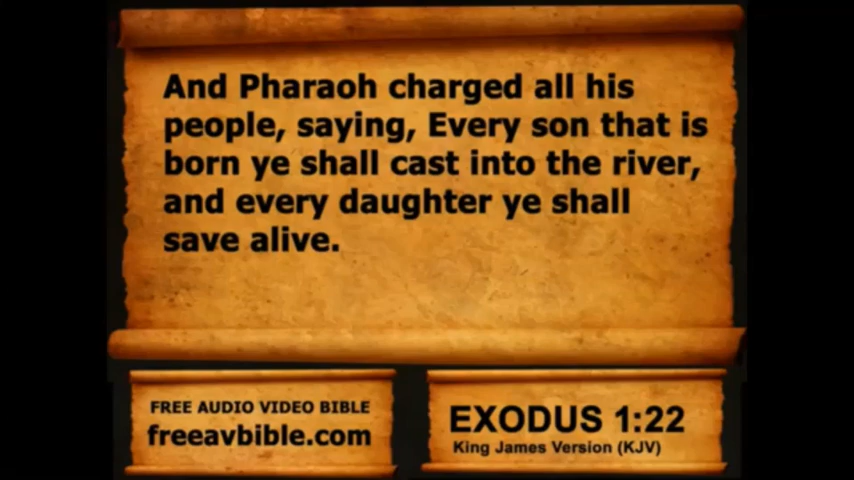 And Pharaoh charged all his
people, saying, Every son that is
born ye shall cast into the river,
and every daughter ye shall
save alive.
FREE AUDIO VIDEO BIBLE
freeavbible.com
EXODUS 1:22
King James Version (KJV)